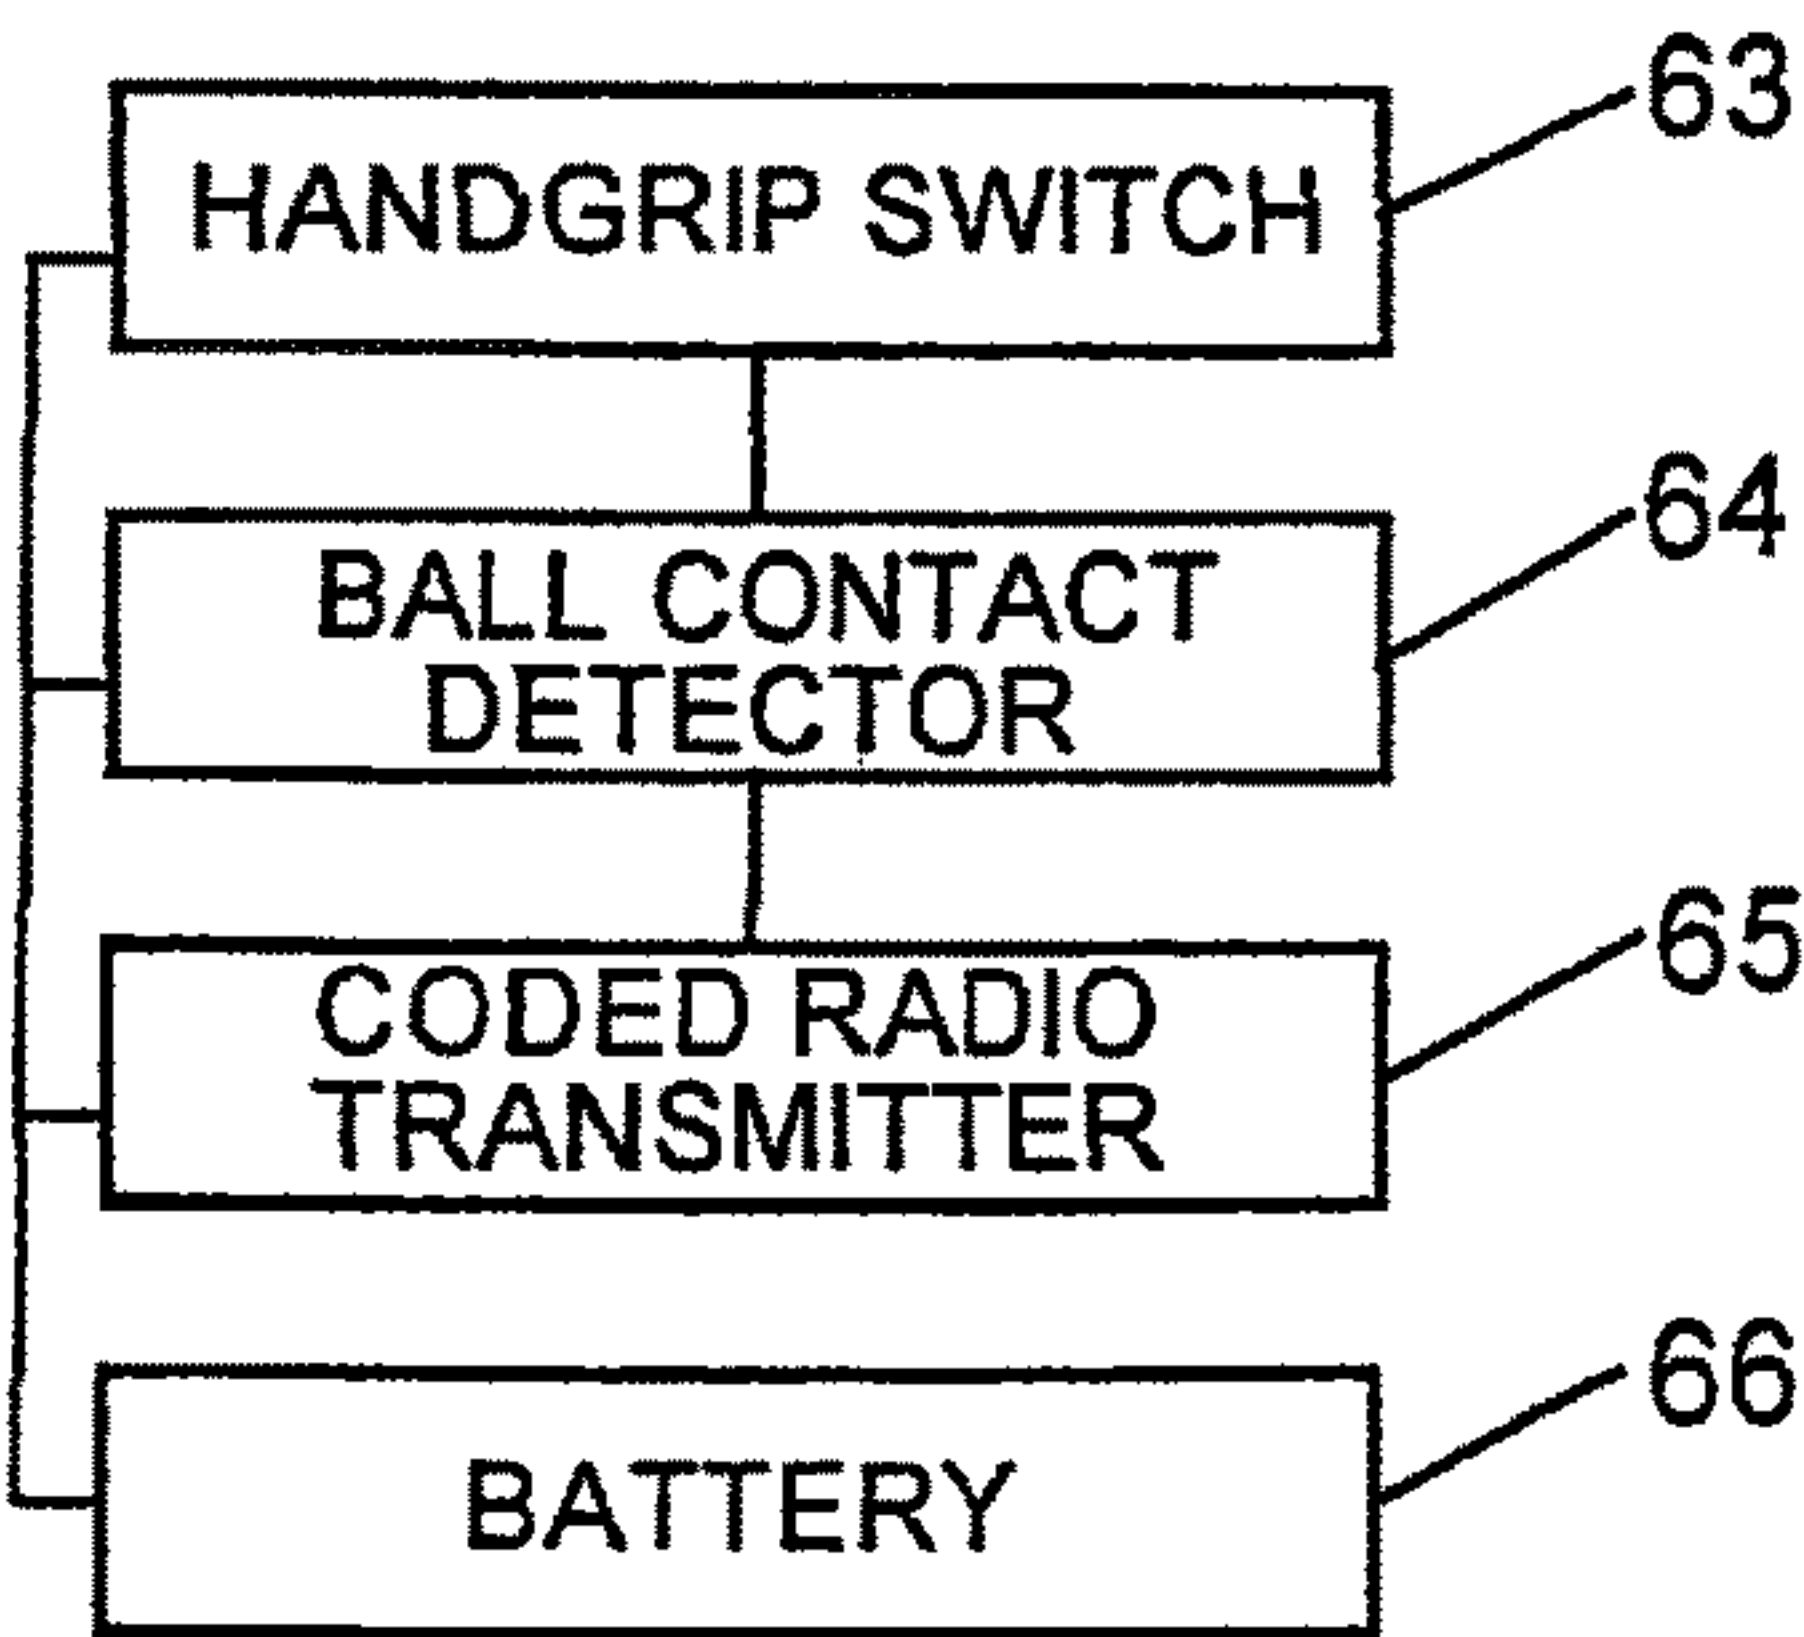 63
HANDGRIP SWITCH
64
BALL CONTACT
DETECTOR
65
CODED RADIO
TRANSMITTER
66
BATTERY